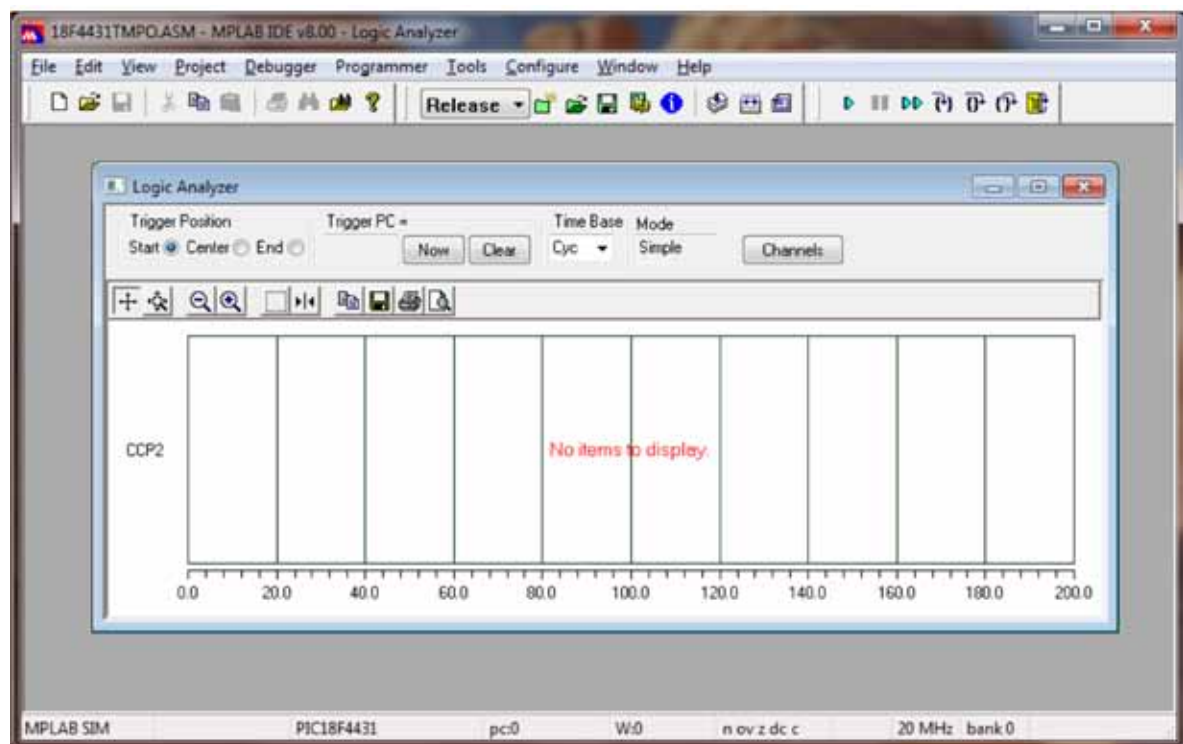 18F4431TMPO.ASM - MPLAB IDE v8.00 - Logic Analyzer
File Edit View Project Debugger Programmer Tools Configure Window Help
Release
Logic Analyzer
Trigger Position Trigger PC = Time Base Mode
Start Center End Now Clear Cyc Simple Channels
CCP2
No items to display.
0.0 20.0 40.0 60.0 80.0 100.0 120.0 140.0 160.0 180.0 200.0
MPLAB SIM PIC18F4431 pc:0 W:0 n ov z dc c 20 MHz bank 0